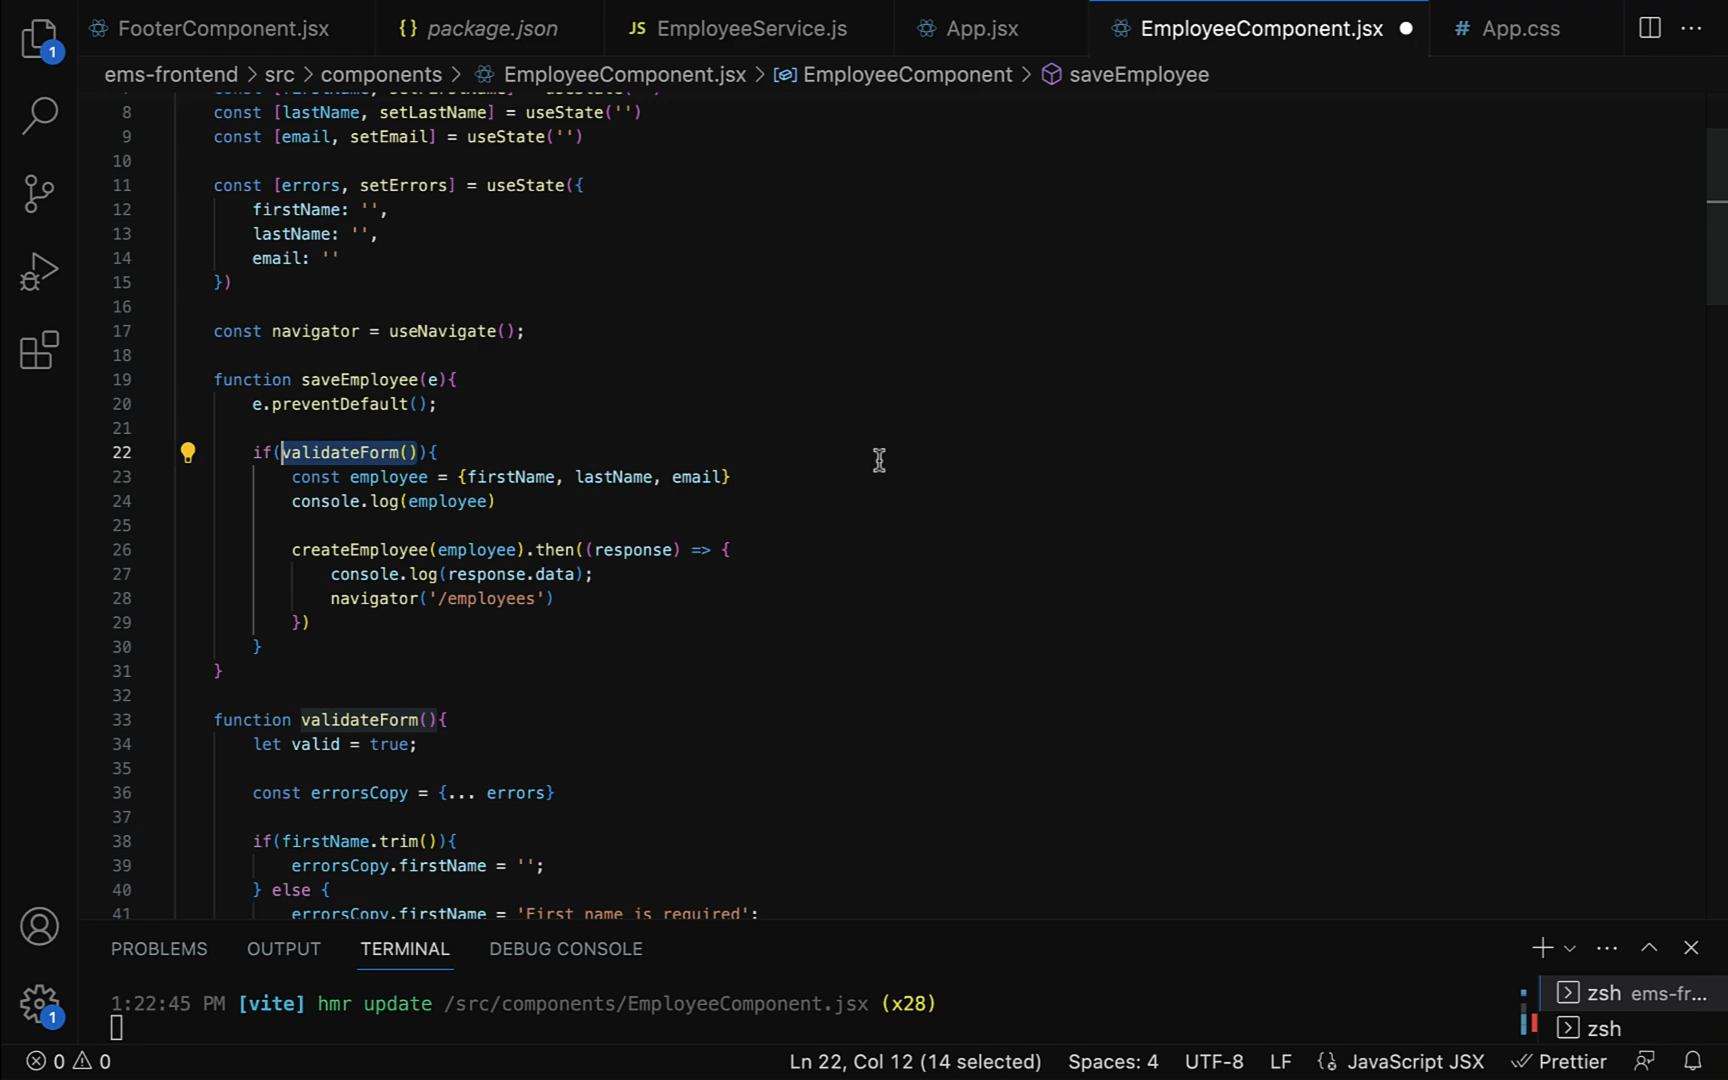 FooterComponent.jsx {} package.json JS EmployeeService.js App.jsx EmployeeComponent.jsx # App.css ...
1
ems-frontend > src > components > EmployeeComponent.jsx > EmployeeComponent > saveEmployee
8 const [lastName, setLastName] = useState('')
9 const [email, setEmail] = useState('')
10
11 const [errors, setErrors] = useState({
12 firstName: '',
13 lastName: '',
14 email: ''
15 })
16
17 const navigator = useNavigate();
18
19 function saveEmployee(e){
20 e.preventDefault();
21
22 if(validateForm()){
23 const employee = {firstName, lastName, email}
24 console.log(employee)
25
26 createEmployee(employee).then((response) => {
27 console.log(response.data);
28 navigator('/employees')
29 })
30 }
31 }
32
33 function validateForm(){
34 let valid = true;
35
36 const errorsCopy = {... errors}
37
38 if(firstName.trim()){
39 errorsCopy.firstName = '';
40 } else {
41 errorsCopy.firstName = 'First name is required';
PROBLEMS OUTPUT TERMINAL DEBUG CONSOLE ...
1:22:45 PM [vite] hmr update /src/components/EmployeeComponent.jsx (x28)
zsh ems-fr...
zsh
1
0 0 Ln 22, Col 12 (14 selected) Spaces: 4 UTF-8 LF {} JavaScript JSX Prettier